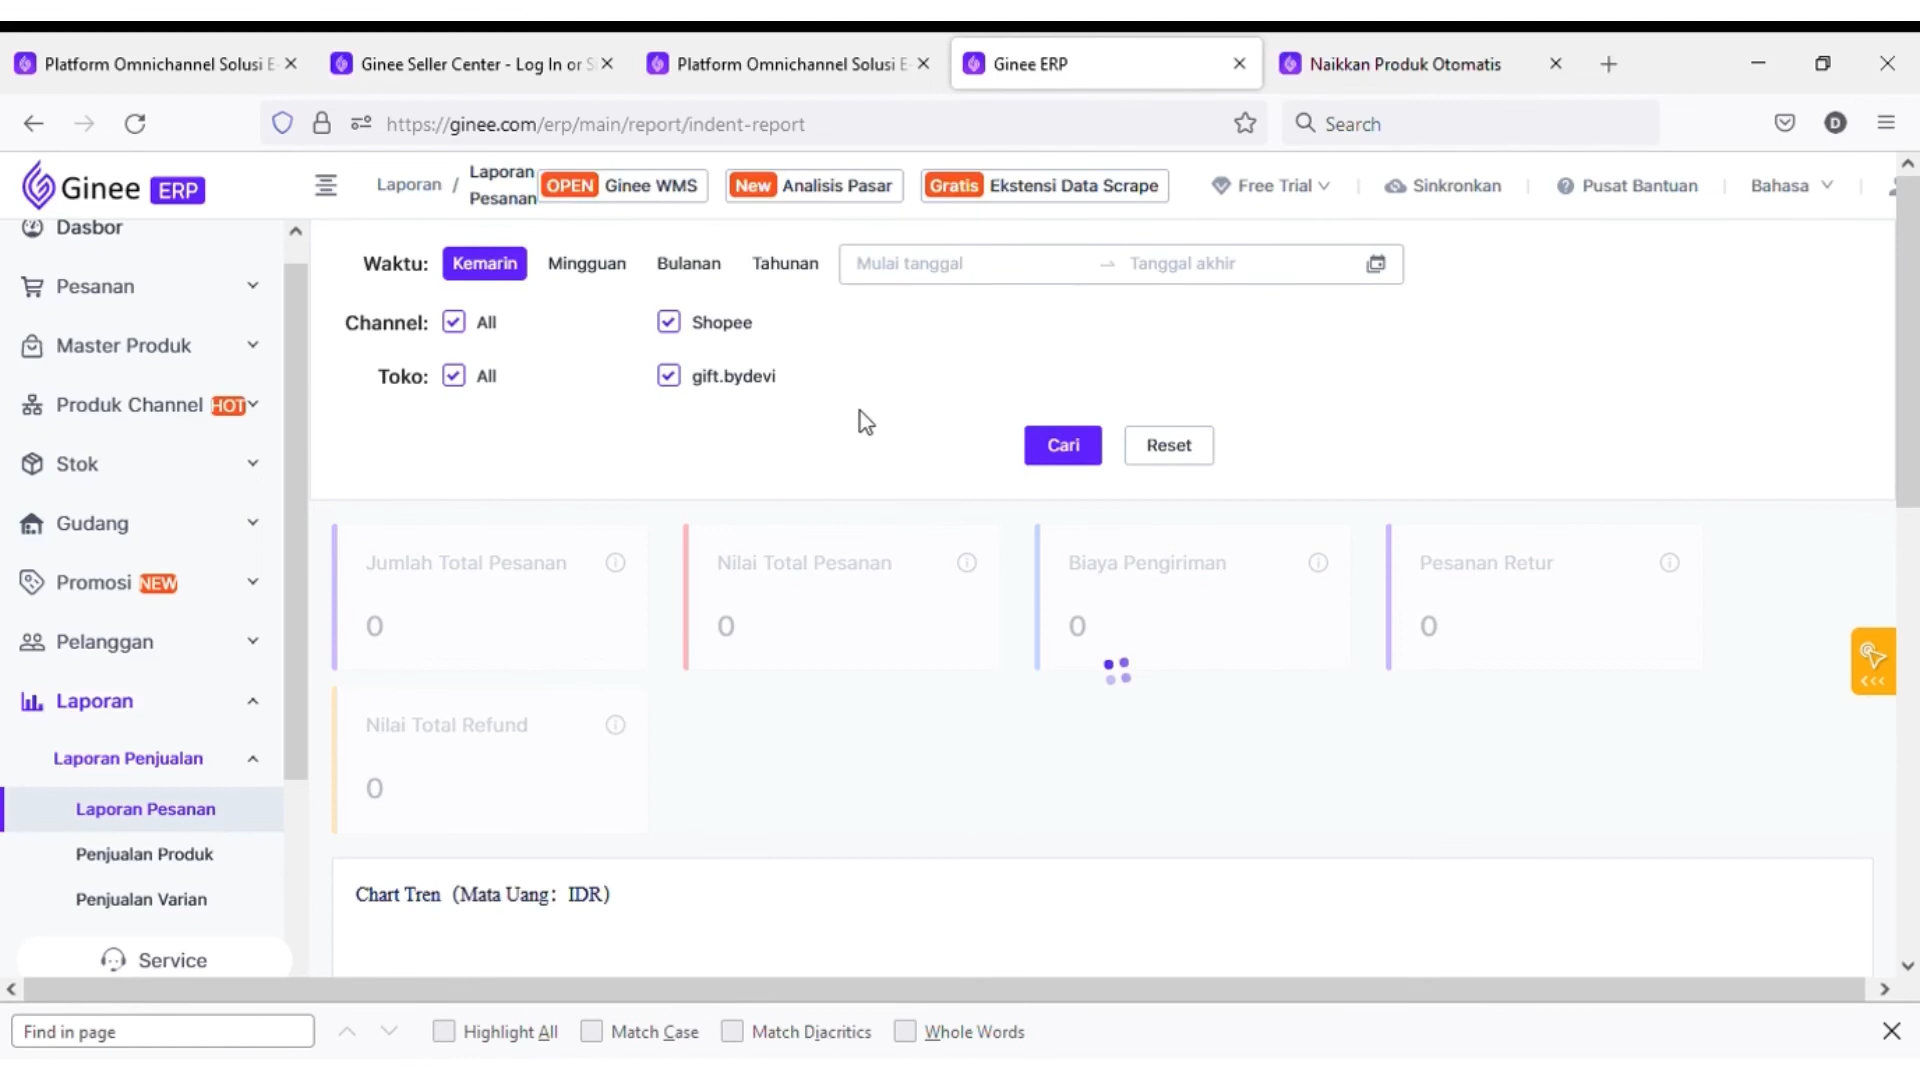 Platform Omnichannel Solusi E
Ginee Seller Center - Log In or S
Platform Omnichannel Solusi E-
Ginee ERP
Naikkan Produk Otomatis
https://ginee.com/erp/main/report/indent-report
Search
D
Ginee ERP
Laporan / Laporan Pesanan
OPEN Ginee WMS
New Analisis Pasar
Gratis Ekstensi Data Scrape
Free Trial
Sinkronkan
Pusat Bantuan
Bahasa
Dasbor
Pesanan
Master Produk
Produk Channel HOT
Stok
Gudang
Promosi NEW
Pelanggan
Laporan
Laporan Penjualan
Laporan Pesanan
Penjualan Produk
Penjualan Varian
Service
Waktu: Kemarin Mingguan Bulanan Tahunan Mulai tanggal → Tanggal akhir
Channel: All Shopee
Toko: All gift.bydevi
Cari Reset
Jumlah Total Pesanan
0
Nilai Total Pesanan
0
Biaya Pengiriman
0
Pesanan Retur
0
Nilai Total Refund
0
Chart Tren（Mata Uang：IDR）
Find in page
Highlight All Match Case Match Diacritics Whole Words